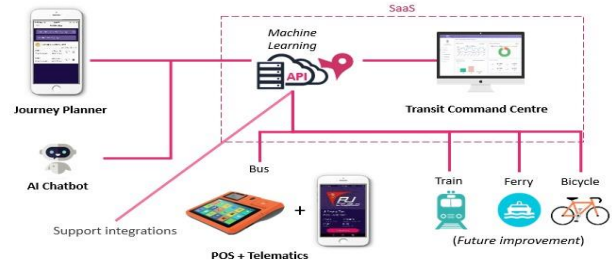 SaaS
Machine
Learning
API
Journey Planner
Transit Command Centre
AI Chatbot
Bus
Train
Ferry
Bicycle
Support integrations
+
(Future improvement)
POS + Telematics